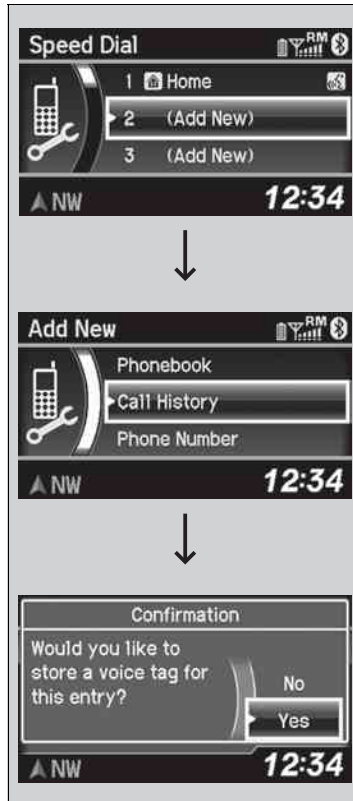 Speed Dial
RM
1 Home
2 (Add New)
3 (Add New)
NW 12:34
Add New
RM
Phonebook
Call History
Phone Number
NW 12:34
Confirmation
Would you like to
store a voice tag for
this entry?
No
Yes
NW 12:34